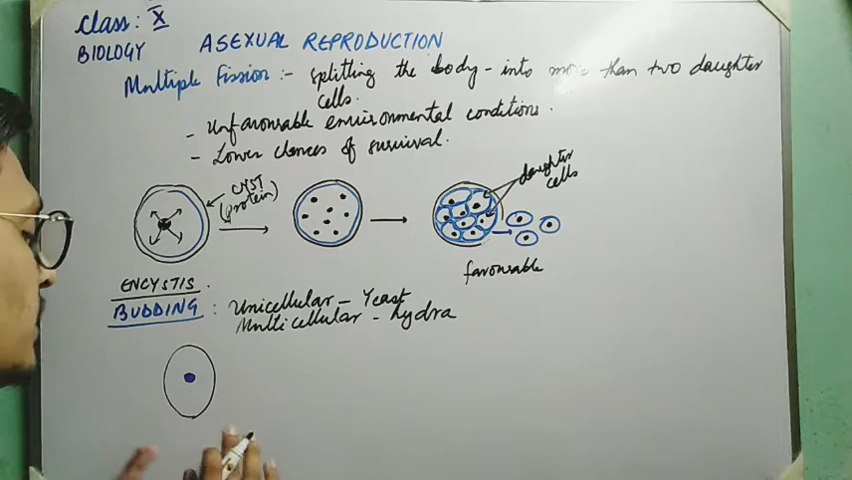 Class: X
BIOLOGY
ASEXUAL REPRODUCTION
Multiple Fission :- splitting the body - into more than two daughter
cells.
- Unfavourable environmental conditions.
- Lower chances of survival.
CYST
(protein)
daughter
cells
favourable
ENCYSTIS.
BUDDING : Unicellular - Yeast
Multicellular - hydra